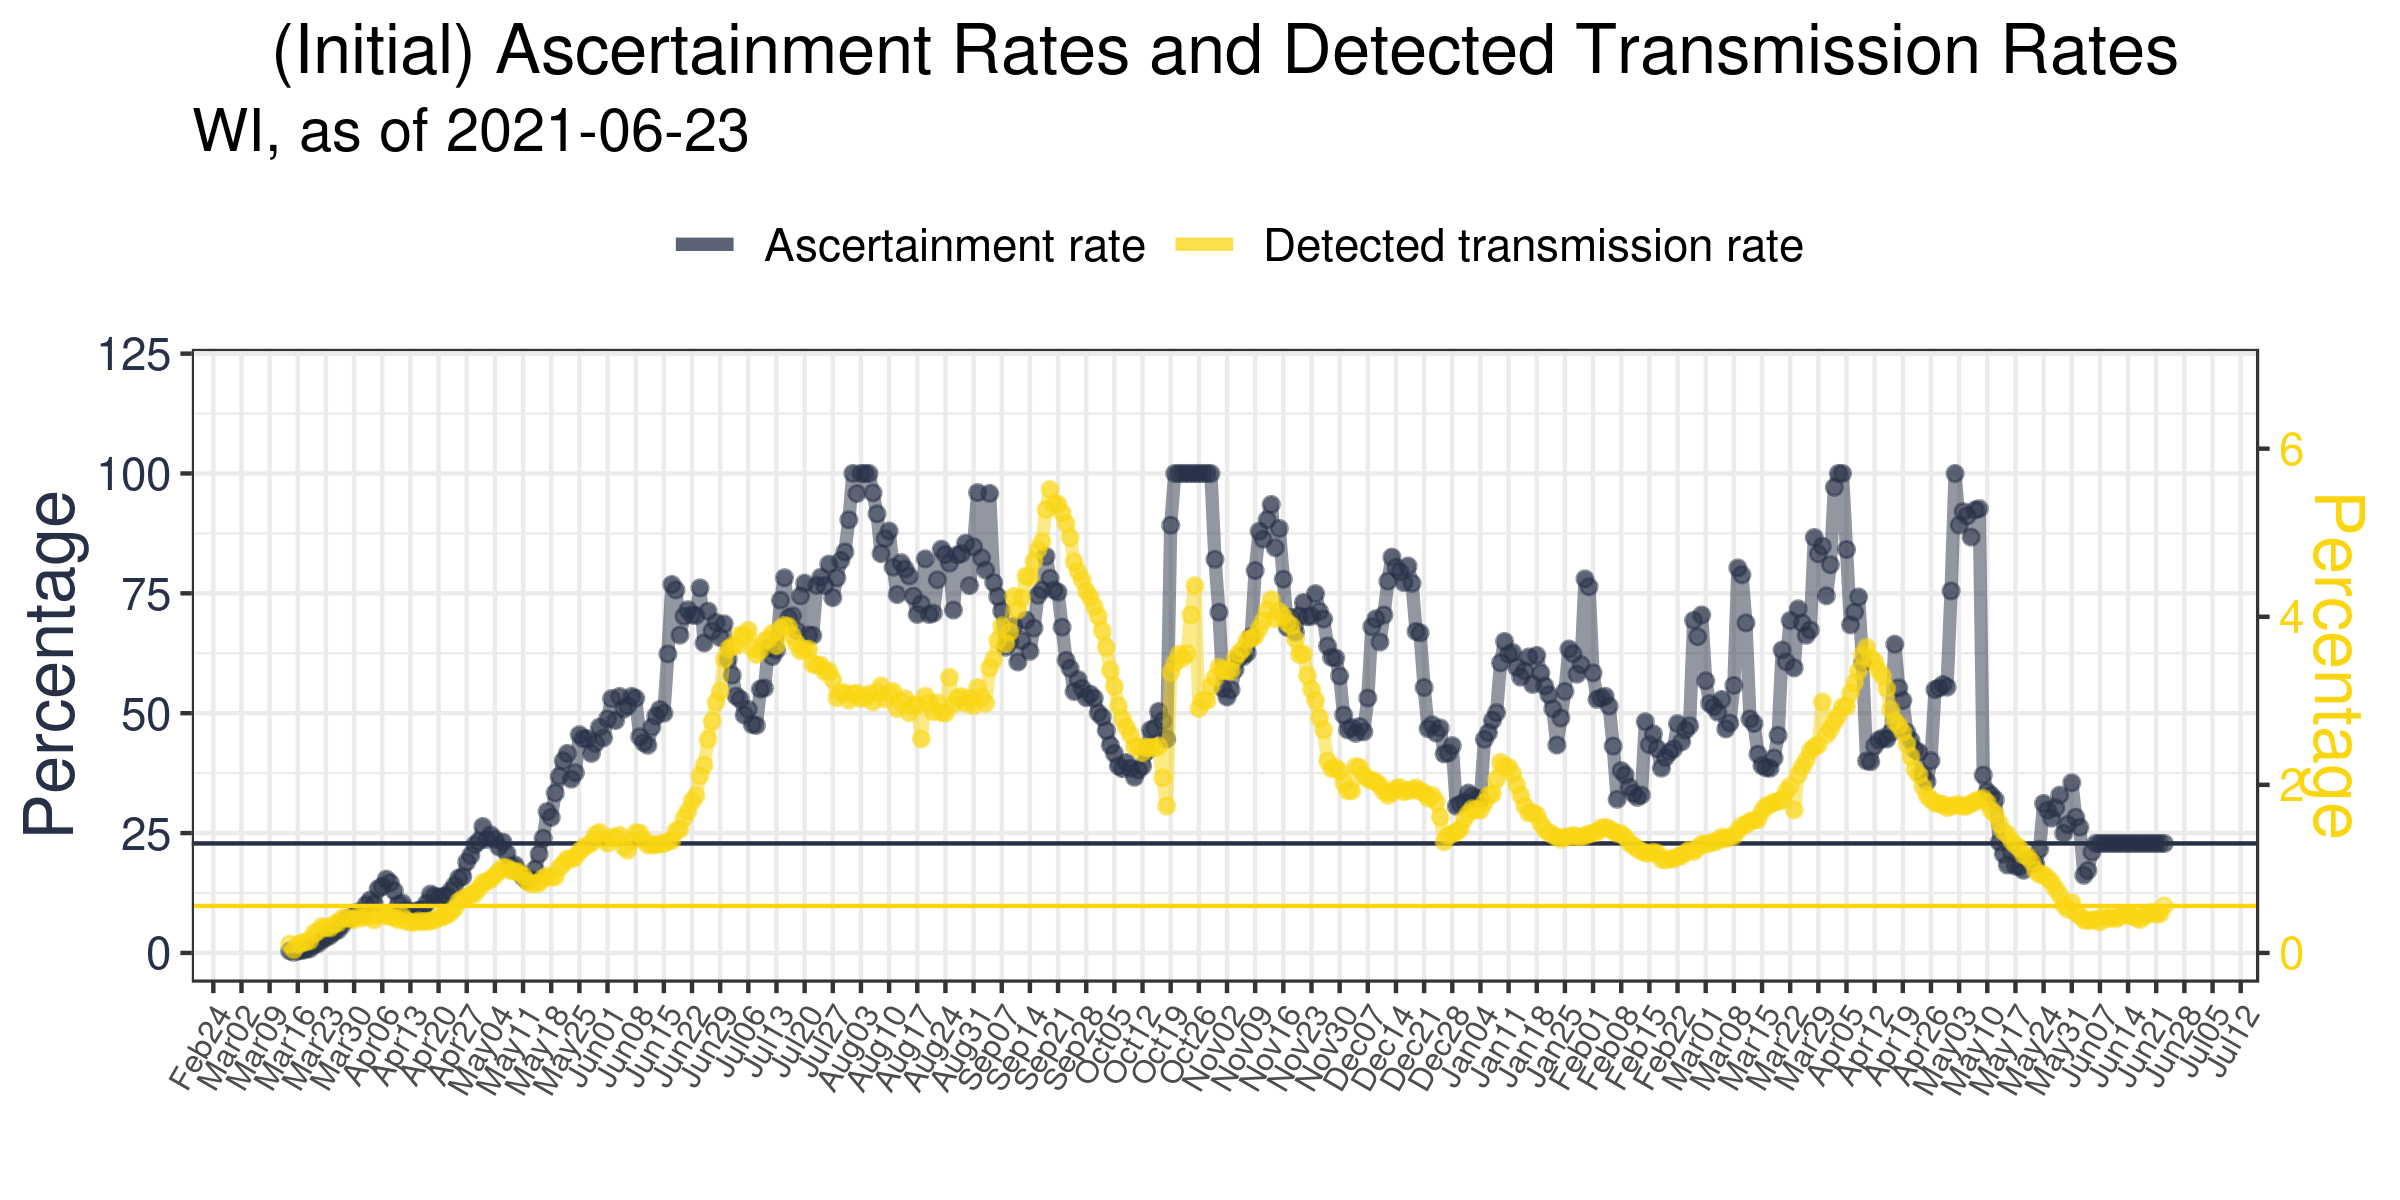 (Initial) Ascertainment Rates and Detected Transmission Rates
WI, as of 2021-06-23
Ascertainment rate
Detected transmission rate
Percentage
125
100
75
50
25
0
6
4
2
0
Percentage
Feb24
Mar02
Mar09
Mar16
Mar23
Mar30
Apr06
Apr13
Apr20
Apr27
May04
May11
May18
May25
Jun01
Jun08
Jun15
Jun22
Jun29
Jul06
Jul13
Jul20
Jul27
Aug03
Aug10
Aug17
Aug24
Aug31
Sep07
Sep14
Sep21
Sep28
Oct05
Oct12
Oct19
Oct26
Nov02
Nov09
Nov16
Nov23
Nov30
Dec07
Dec14
Dec21
Dec28
Jan04
Jan11
Jan18
Jan25
Feb01
Feb08
Feb15
Feb22
Mar01
Mar08
Mar15
Mar22
Mar29
Apr05
Apr12
Apr19
Apr26
May03
May10
May17
May24
May31
Jun07
Jun14
Jun21
Jun28
Jul05
Jul12